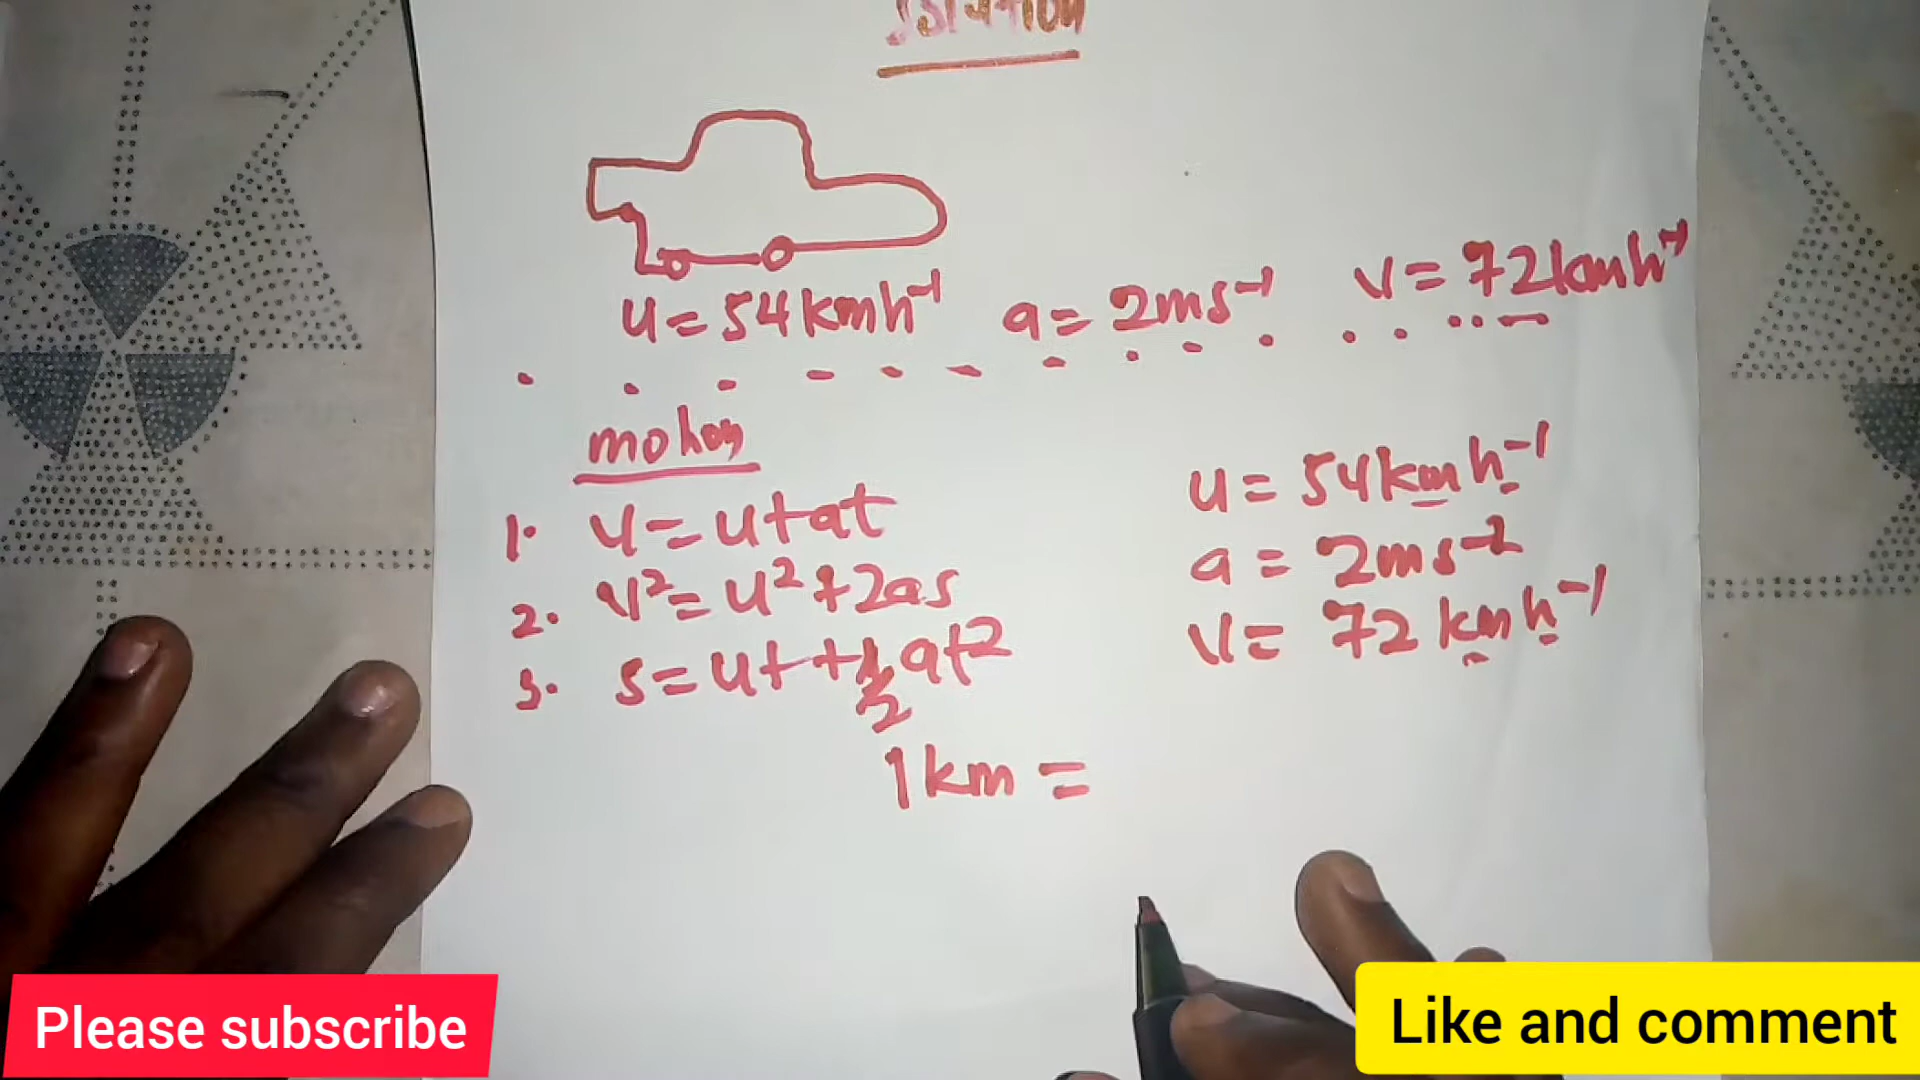 u = 54kmh⁻¹ a = 2ms⁻¹ v = 72kmh⁻¹
motion
1. v = u+at
2. v² = u² + 2as
3. s = ut + ½at²
u = 54kmh⁻¹
a = 2ms⁻²
v = 72kmh⁻¹
1km =
Please subscribe
Like and comment